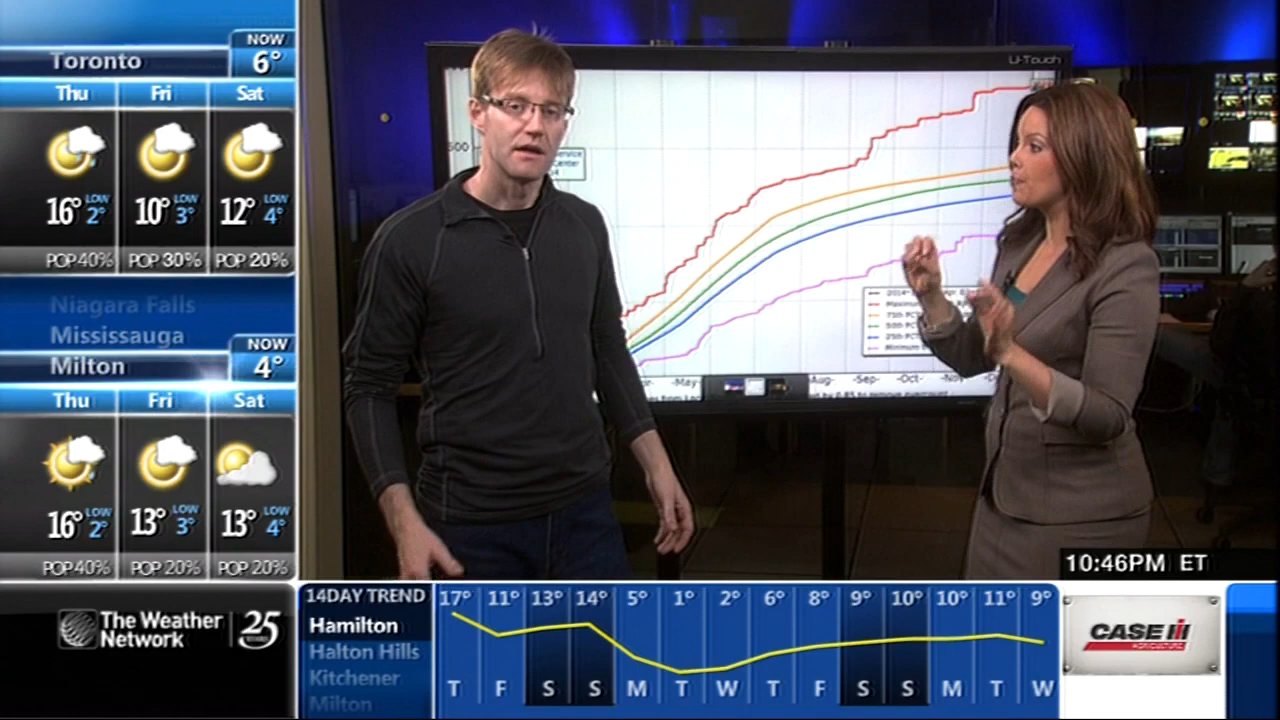 Toronto
NOW
6°
Thu Fri Sat
16° LOW 2° 10° LOW 3° 12° LOW 4°
POP 40% POP 30% POP 20%
Niagara Falls
Mississauga
Milton
NOW
4°
Thu Fri Sat
16° LOW 2° 13° LOW 3° 13° LOW 4°
POP 40% POP 20% POP 20%
The Weather
Network
25
U-Touch
-May-
-Aug- -Sep- -Oct- -Nov-
10:46PM ET
14DAY TREND
Hamilton
Halton Hills
Kitchener
Milton
17° 11° 13° 14° 5° 1° 2° 6° 8° 9° 10° 10° 11° 9°
T F S S M T W T F S S M T W
CASE IH
AGRICULTURE